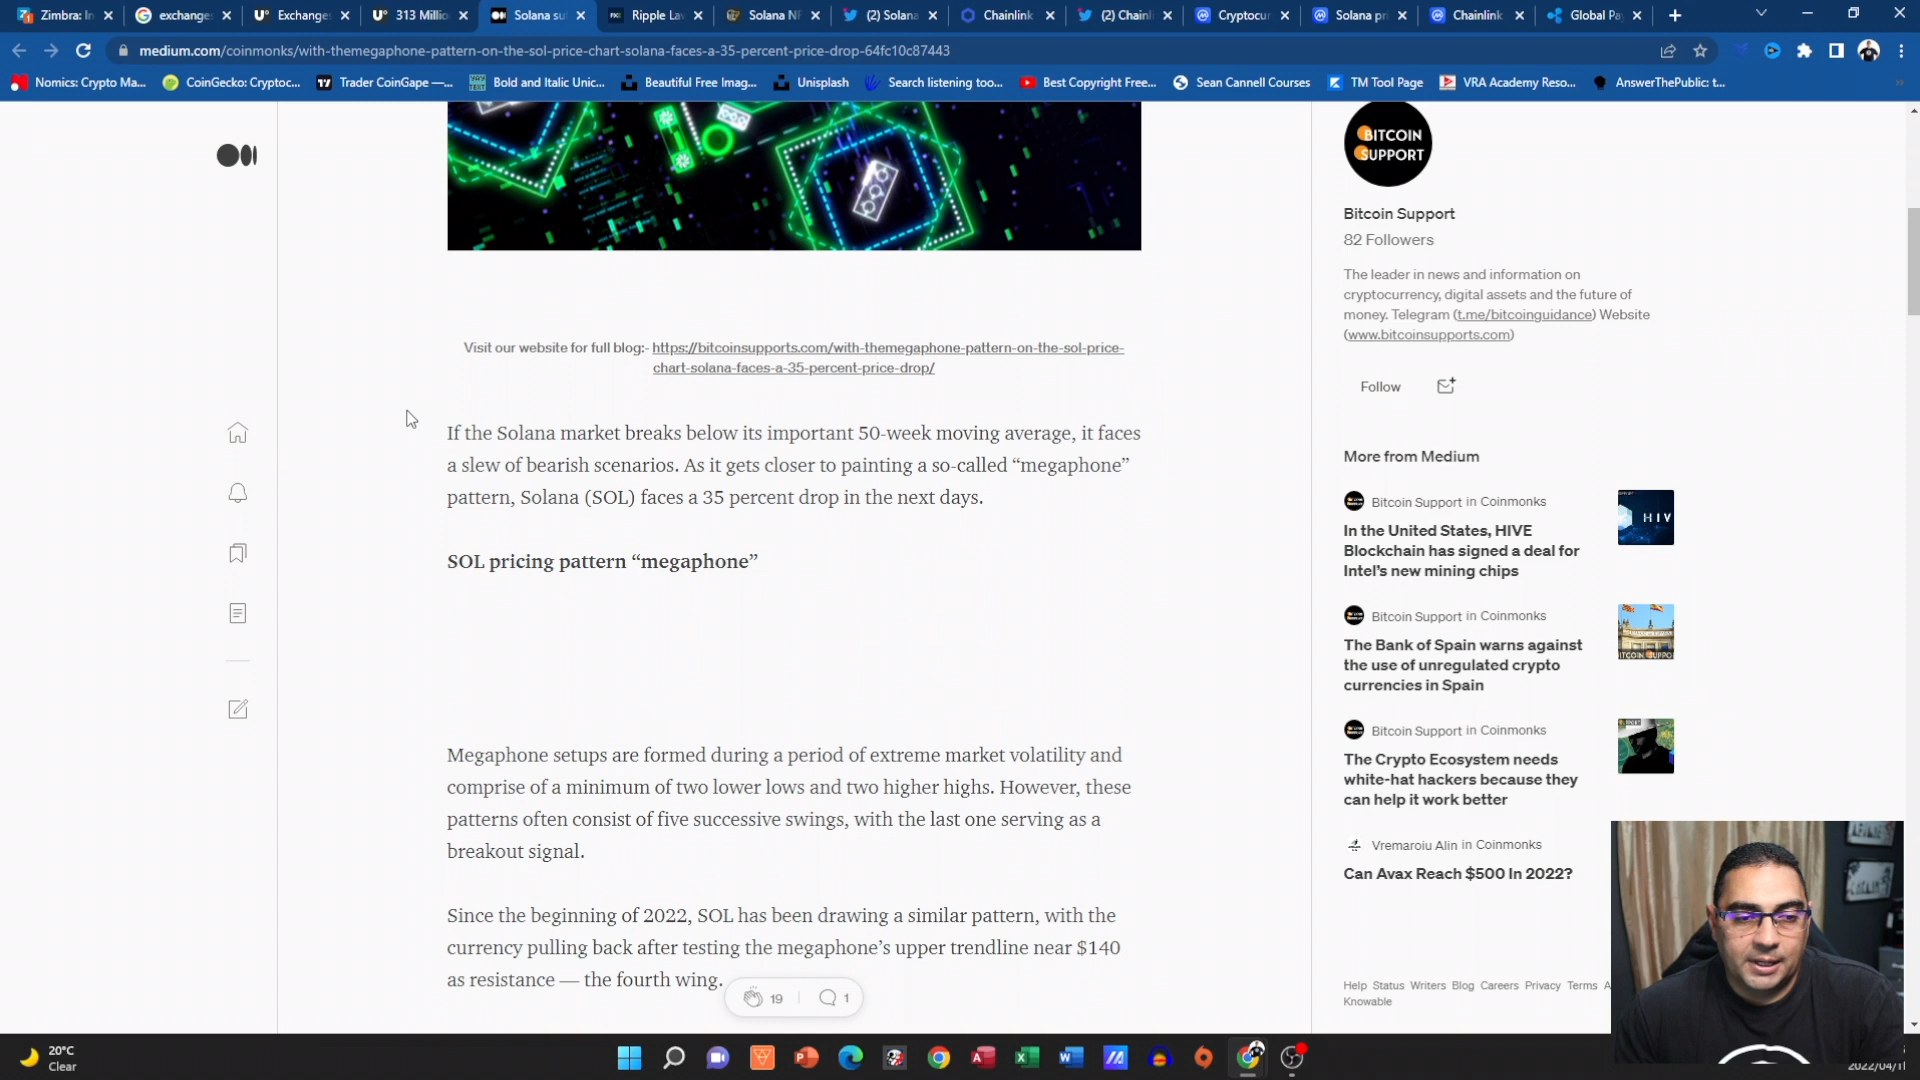 Zimbra: In
exchange
Exchange
313 Millio
Solana su
Ripple Lav
Solana NF
(2) Solana
Chainlink
(2) Chainl
Cryptocur
Solana pri
Chainlink
Global Pa
medium.com/coinmonks/with-themegaphone-pattern-on-the-sol-price-chart-solana-faces-a-35-percent-price-drop-64fc10c87443
Nomics: Crypto Ma...
CoinGecko: Cryptoc...
Trader CoinGape —...
Bold and Italic Unic...
Beautiful Free Imag...
Unisplash
Search listening too...
Best Copyright Free...
Sean Cannell Courses
TM Tool Page
VRA Academy Reso...
AnswerThePublic: t...
Visit our website for full blog:- https://bitcoinsupports.com/with-themegaphone-pattern-on-the-sol-price-
chart-solana-faces-a-35-percent-price-drop/
If the Solana market breaks below its important 50-week moving average, it faces
a slew of bearish scenarios. As it gets closer to painting a so-called “megaphone”
pattern, Solana (SOL) faces a 35 percent drop in the next days.
SOL pricing pattern “megaphone”
Megaphone setups are formed during a period of extreme market volatility and
comprise of a minimum of two lower lows and two higher highs. However, these
patterns often consist of five successive swings, with the last one serving as a
breakout signal.
Since the beginning of 2022, SOL has been drawing a similar pattern, with the
currency pulling back after testing the megaphone’s upper trendline near $140
as resistance — the fourth wing.
19
1
BITCOIN
SUPPORT
Bitcoin Support
82 Followers
The leader in news and information on
cryptocurrency, digital assets and the future of
money. Telegram (t.me/bitcoinguidance) Website
(www.bitcoinsupports.com)
Follow
More from Medium
Bitcoin Support in Coinmonks
In the United States, HIVE
Blockchain has signed a deal for
Intel’s new mining chips
HIV
Bitcoin Support in Coinmonks
The Bank of Spain warns against
the use of unregulated crypto
currencies in Spain
Bitcoin Support in Coinmonks
The Crypto Ecosystem needs
white-hat hackers because they
can help it work better
Vremaroiu Alin in Coinmonks
Can Avax Reach $500 In 2022?
Help Status Writers Blog Careers Privacy Terms A
Knowable
20°C
Clear